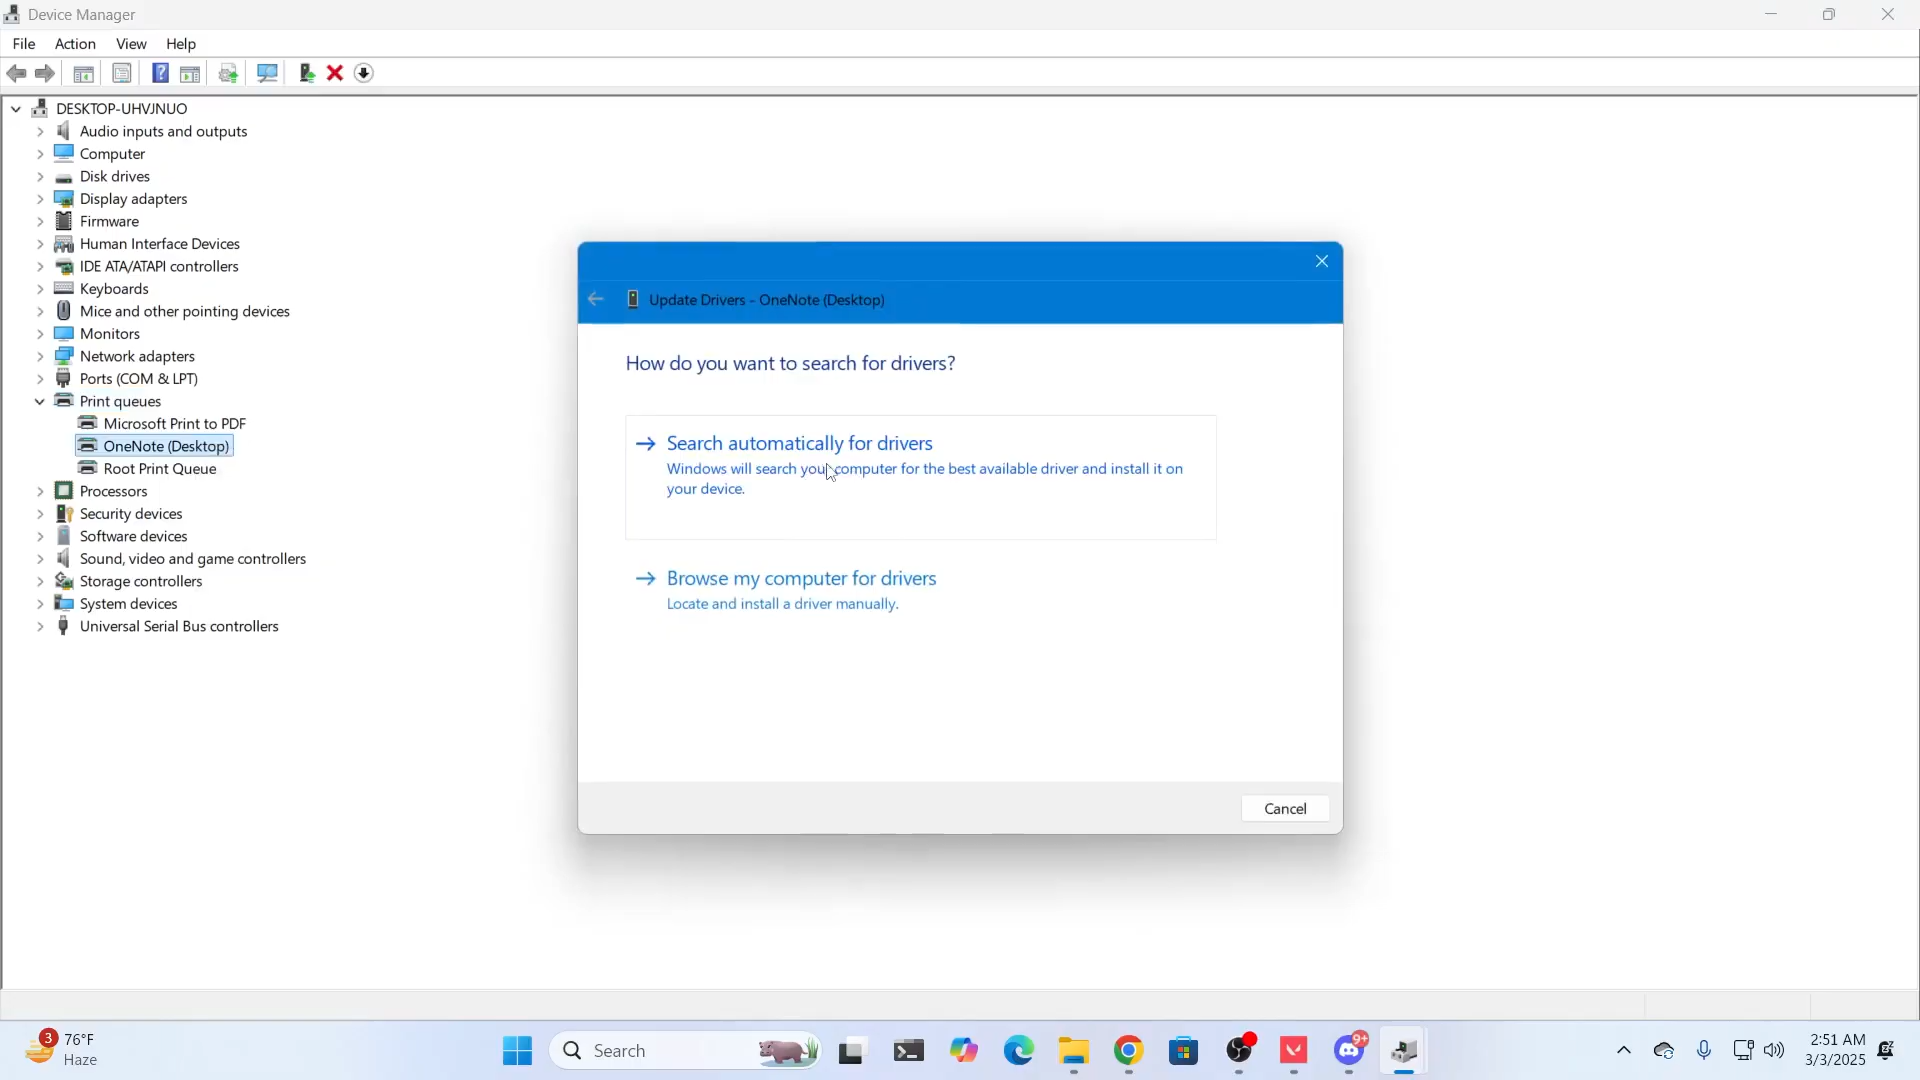 Device Manager
File Action View Help
DESKTOP-UHVJNUO
Audio inputs and outputs
Computer
Disk drives
Display adapters
Firmware
Human Interface Devices
IDE ATA/ATAPI controllers
Keyboards
Mice and other pointing devices
Monitors
Network adapters
Ports (COM & LPT)
Print queues
Microsoft Print to PDF
OneNote (Desktop)
Root Print Queue
Processors
Security devices
Software devices
Sound, video and game controllers
Storage controllers
System devices
Universal Serial Bus controllers
Update Drivers - OneNote (Desktop)
How do you want to search for drivers?
Search automatically for drivers
Windows will search your computer for the best available driver and install it on
your device.
Browse my computer for drivers
Locate and install a driver manually.
Cancel
3
76°F
Haze
Search
9+
2:51 AM
3/3/2025